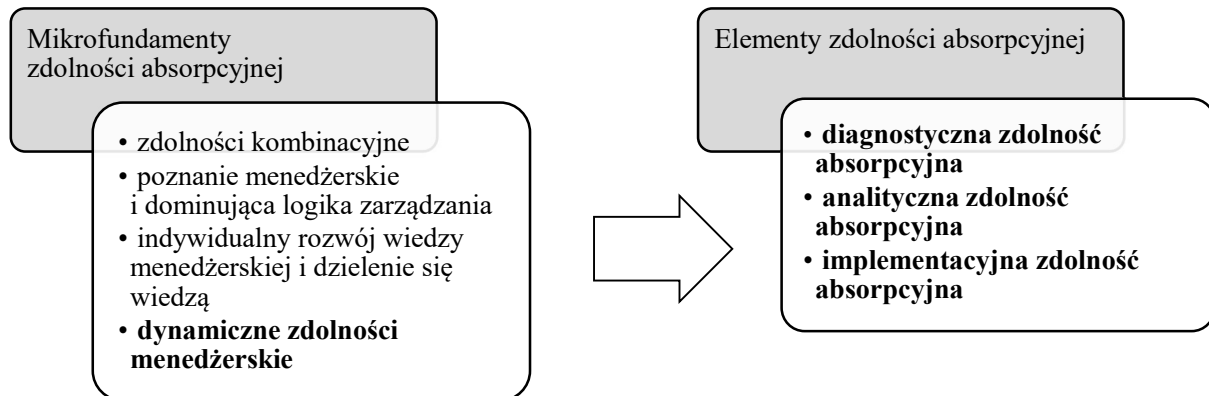 Mikrofundamenty
zdolności absorpcyjnej
• zdolności kombinacyjne
• poznanie menedżerskie
i dominująca logika zarządzania
• indywidualny rozwój wiedzy
menedżerskiej i dzielenie się
wiedzą
• dynamiczne zdolności
menedżerskie
Elementy zdolności absorpcyjnej
• diagnostyczna zdolność
absorpcyjna
• analityczna zdolność
absorpcyjna
• implementacyjna zdolność
absorpcyjna